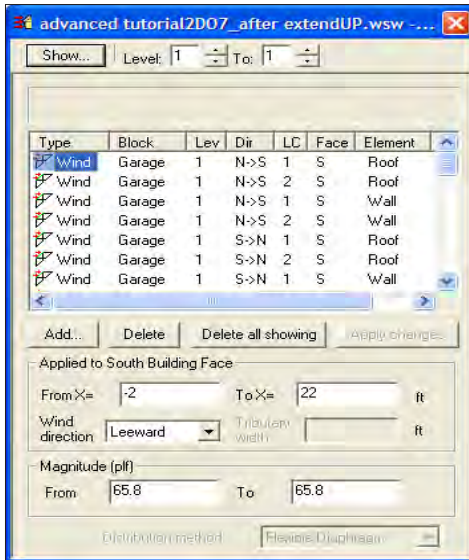 advanced tutorial2DO7_after extendUP.wsw -...
Show... Level: 1 To: 1
Type Block Lev Dir LC Face Element
Wind Garage 1 N->S 1 S Roof
Wind Garage 1 N->S 2 S Roof
Wind Garage 1 N->S 1 S Wall
Wind Garage 1 N->S 2 S Wall
Wind Garage 1 S->N 1 S Roof
Wind Garage 1 S->N 2 S Roof
Wind Garage 1 S->N 1 S Wall
Add... Delete Delete all showing Apply changes
Applied to South Building Face
From X= -2 To X= 22 ft
Wind direction Leeward Tributary width ft
Magnitude (plf)
From 65.8 To 65.8
Distribution method Flexible Diaphragm